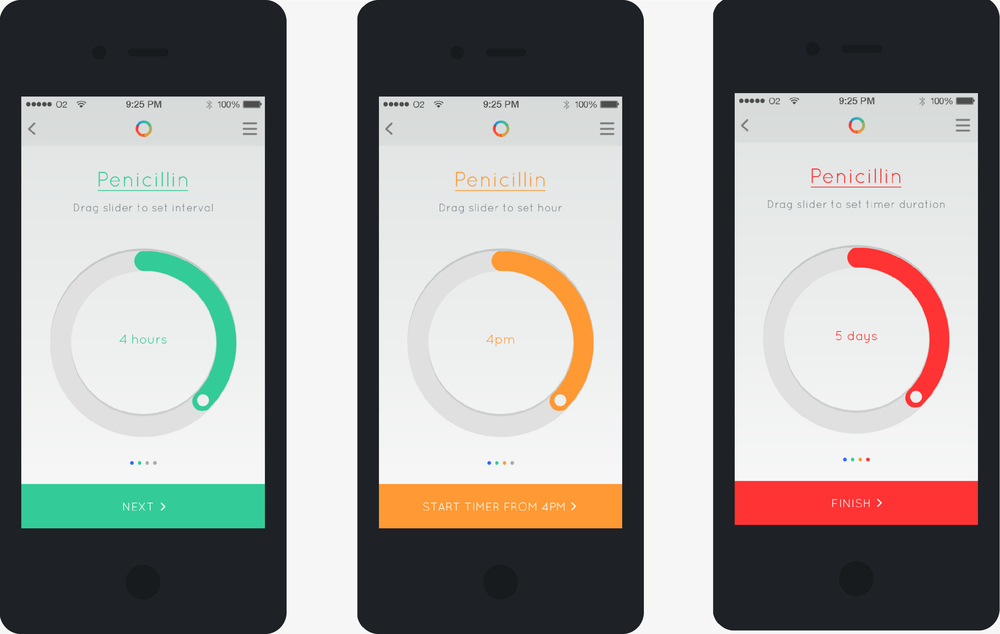 O2 9:25 PM 100%
Penicillin
Drag slider to set interval
4 hours
NEXT
O2 9:25 PM 100%
Penicillin
Drag slider to set hour
4pm
START TIMER FROM 4PM
O2 9:25 PM 100%
Penicillin
Drag slider to set timer duration
5 days
FINISH